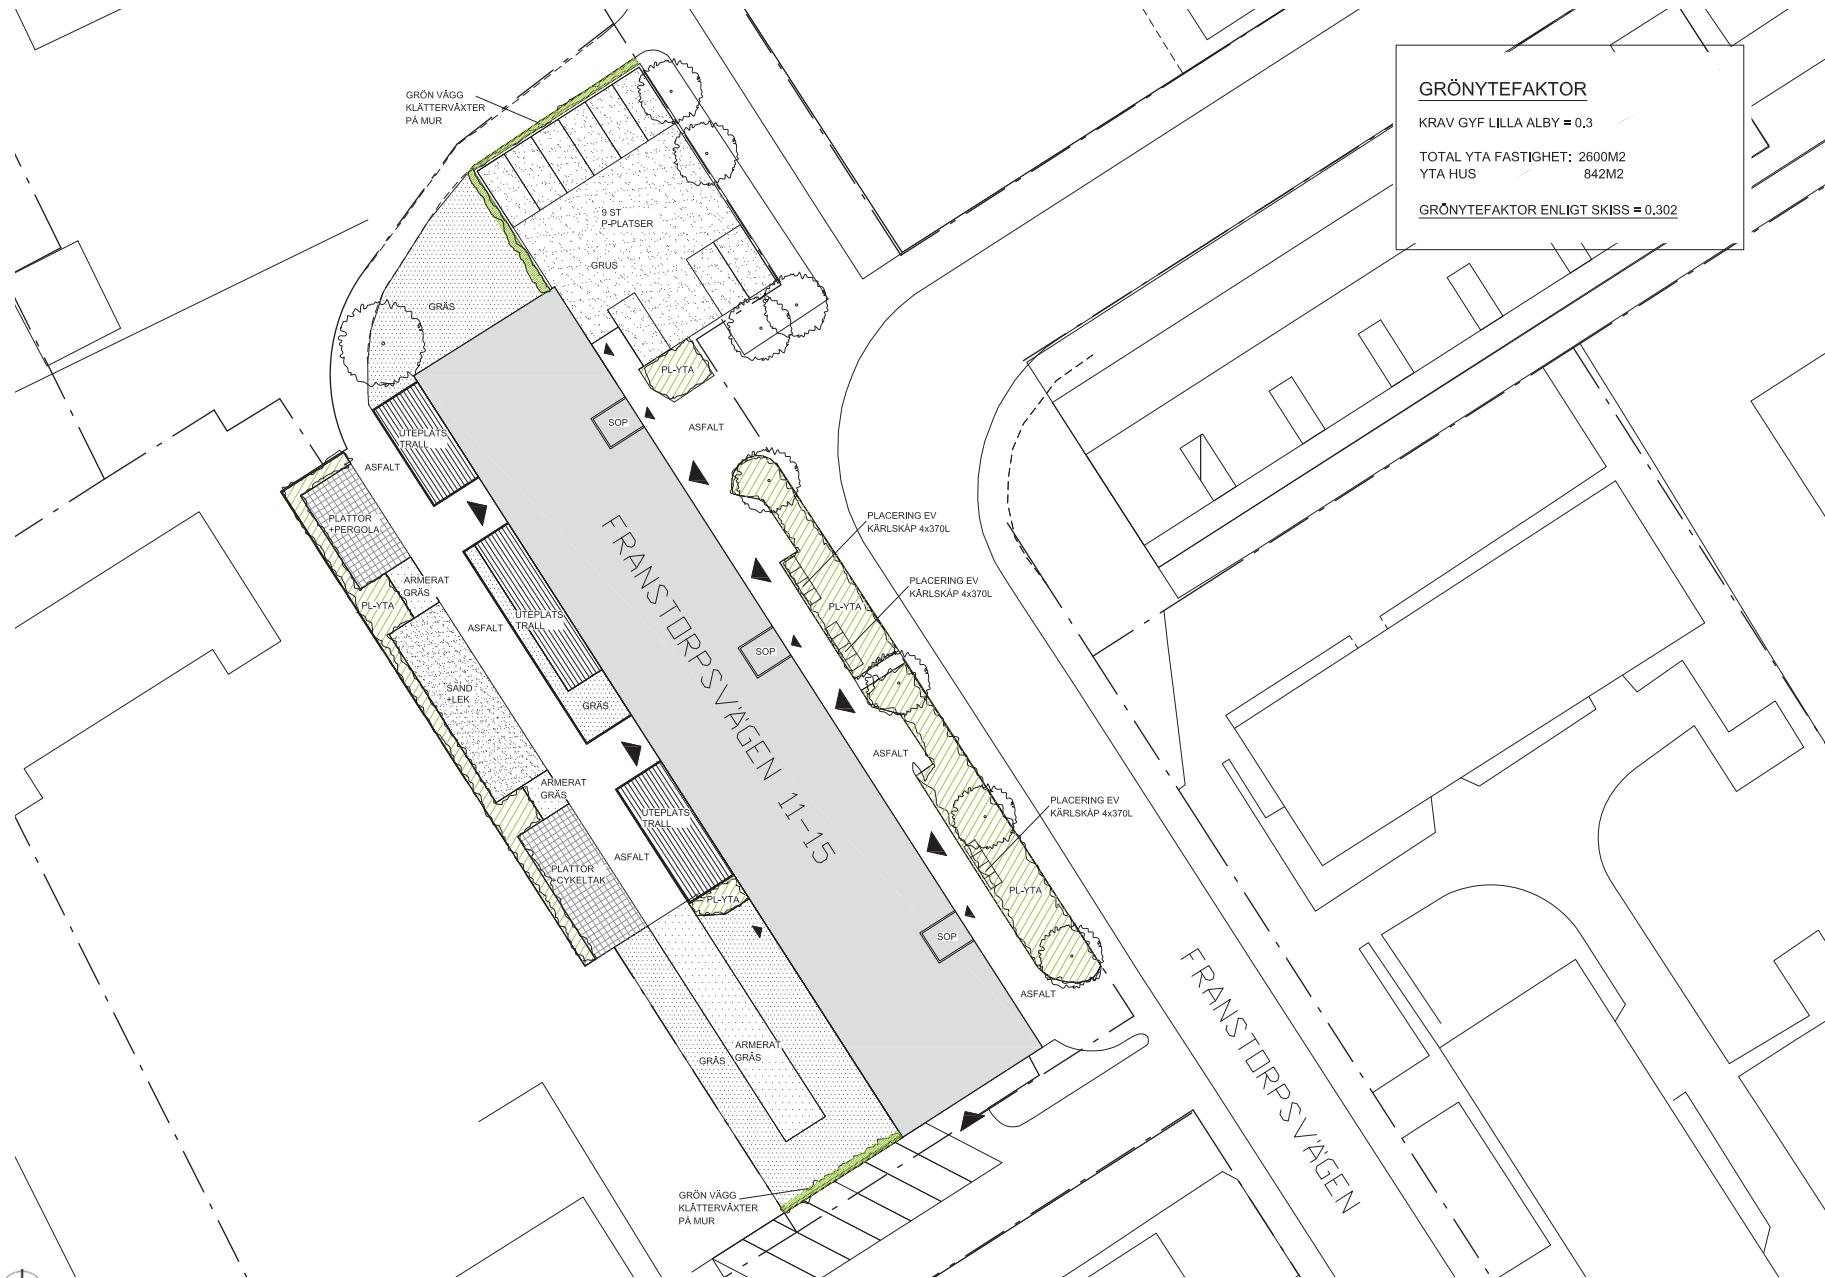 GRÖNYTEFAKTOR
KRAV GYF LILLA ALBY = 0.3
TOTAL YTA FASTIGHET: 2600M2
YTA HUS 842M2
GRÖNYTEFAKTOR ENLIGT SKISS = 0.302
GRÖN VÄGG
KLÄTTERVÄXTER
PÅ MUR
9 ST
P-PLATSER
GRUS
GRÄS
PL-YTA
SOP
ASFALT
UTEPLATS
TRALL
ASFALT
PLATTOR
+PERGOLA
PLACERING EV
KÄRLSKÅP 4x370L
PLACERING EV
KÄRLSKÅP 4x370L
ARMERAT
GRÄS
PL-YTA
PL-YTA
ASFALT
UTEPLATS
TRALL
SOP
SAND
+LEK
GRÄS
FRANSTORPSVÄGEN 11-15
ASFALT
ARMERAT
GRÄS
UTEPLATS
TRALL
PLACERING EV
KÄRLSKÅP 4x370L
ASFALT
PLATTOR
+CYKELTAK
PL-YTA
PL-YTA
SOP
ASFALT
FRANSTORPSVÄGEN
GRÄS
ARMERAT
GRÄS
GRÖN VÄGG
KLÄTTERVÄXTER
PÅ MUR